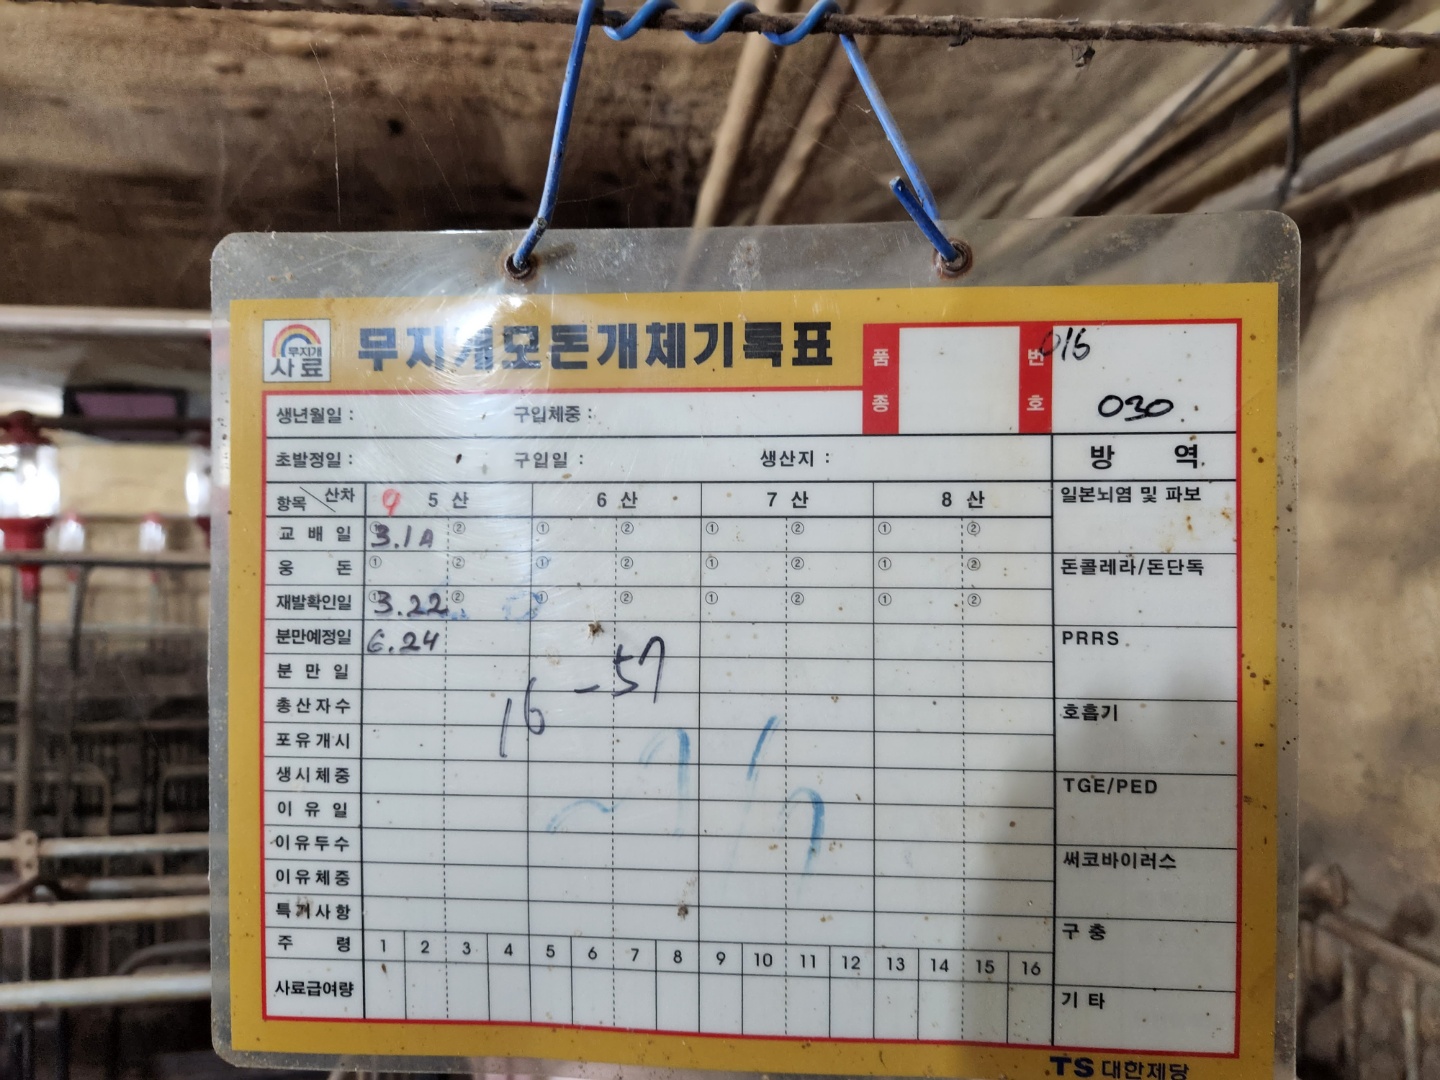 무지개
사료
무지개모돈개체기록표
품종
번호
016
030
생년월일 : 구입체중 :
초발정일 : 구입일 : 생산지 :
방 역
항목 산차 9 5 산 6 산 7 산 8 산
교 배 일 ① 3.1A ② ① ② ① ② ① ②
웅 돈 ① ② ① ② ① ② ① ②
재발확인일 ① 3.22 ② ① ② ① ② ① ②
분만예정일 6.24
분 만 일
총산자수
포유개시
생시체중
이 유 일
이유두수
이유체중
특기사항
16-57
주 령 1 2 3 4 5 6 7 8 9 10 11 12 13 14 15 16
사료급여량
일본뇌염 및 파보
돈콜레라/돈단독
PRRS
호흡기
TGE/PED
써코바이러스
구 충
기 타
TS 대한제당